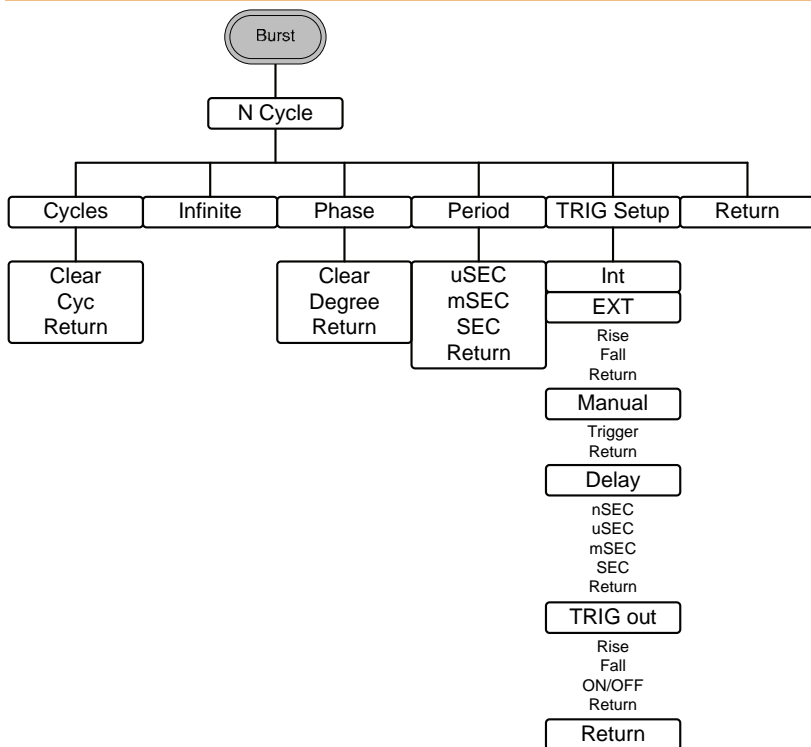 Burst
N Cycle
Cycles
Infinite
Phase
Period
TRIG Setup
Return
Clear
Cyc
Return
Clear
Degree
Return
uSEC
mSEC
SEC
Return
Int
EXT
Rise
Fall
Return
Manual
Trigger
Return
Delay
nSEC
uSEC
mSEC
SEC
Return
TRIG out
Rise
Fall
ON/OFF
Return
Return